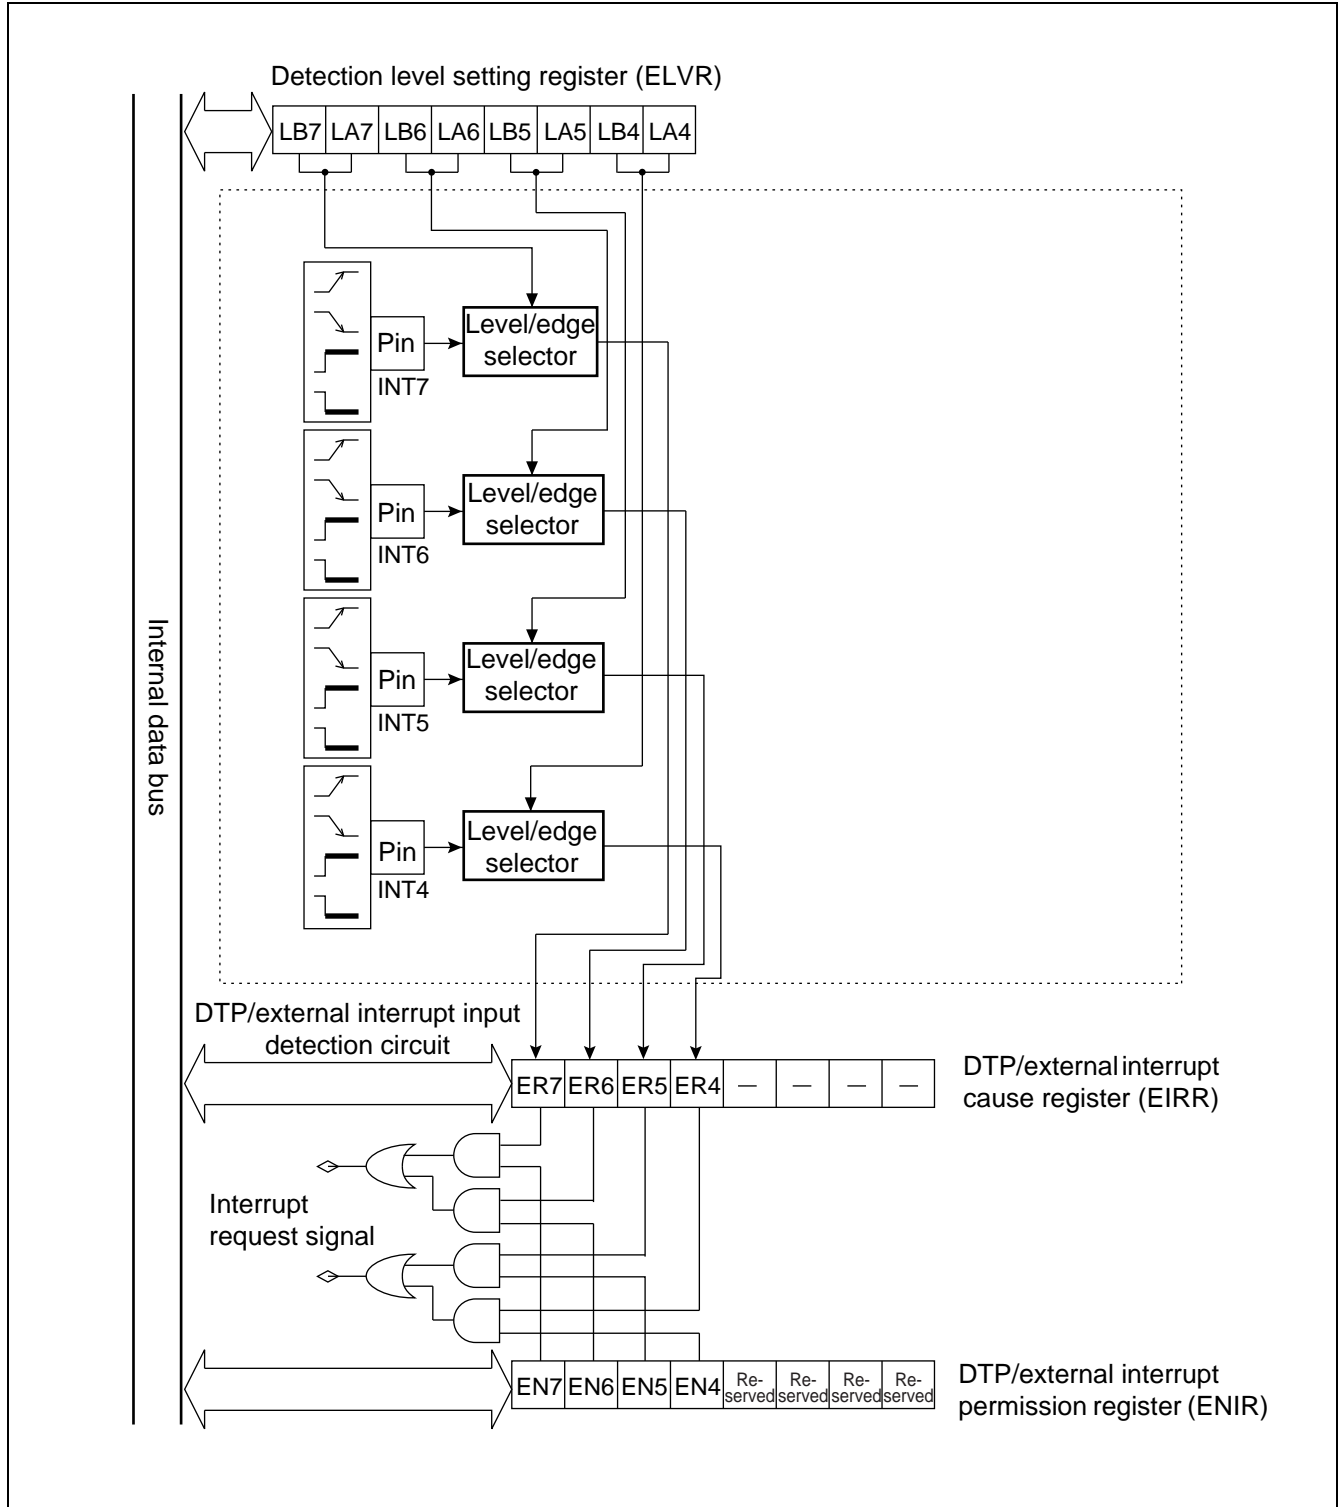 Detection level setting register (ELVR)
LB7 LA7 LB6 LA6 LB5 LA5 LB4 LA4
Level/edge
selector
Pin
INT7
Level/edge
selector
Pin
INT6
Level/edge
selector
Pin
INT5
Level/edge
selector
Pin
INT4
Internal data bus
DTP/external interrupt input
detection circuit
ER7 ER6 ER5 ER4 — — — —
DTP/external interrupt
cause register (EIRR)
Interrupt
request signal
EN7 EN6 EN5 EN4 Re- Re- Re- Re-
served served served served
DTP/external interrupt
permission register (ENIR)